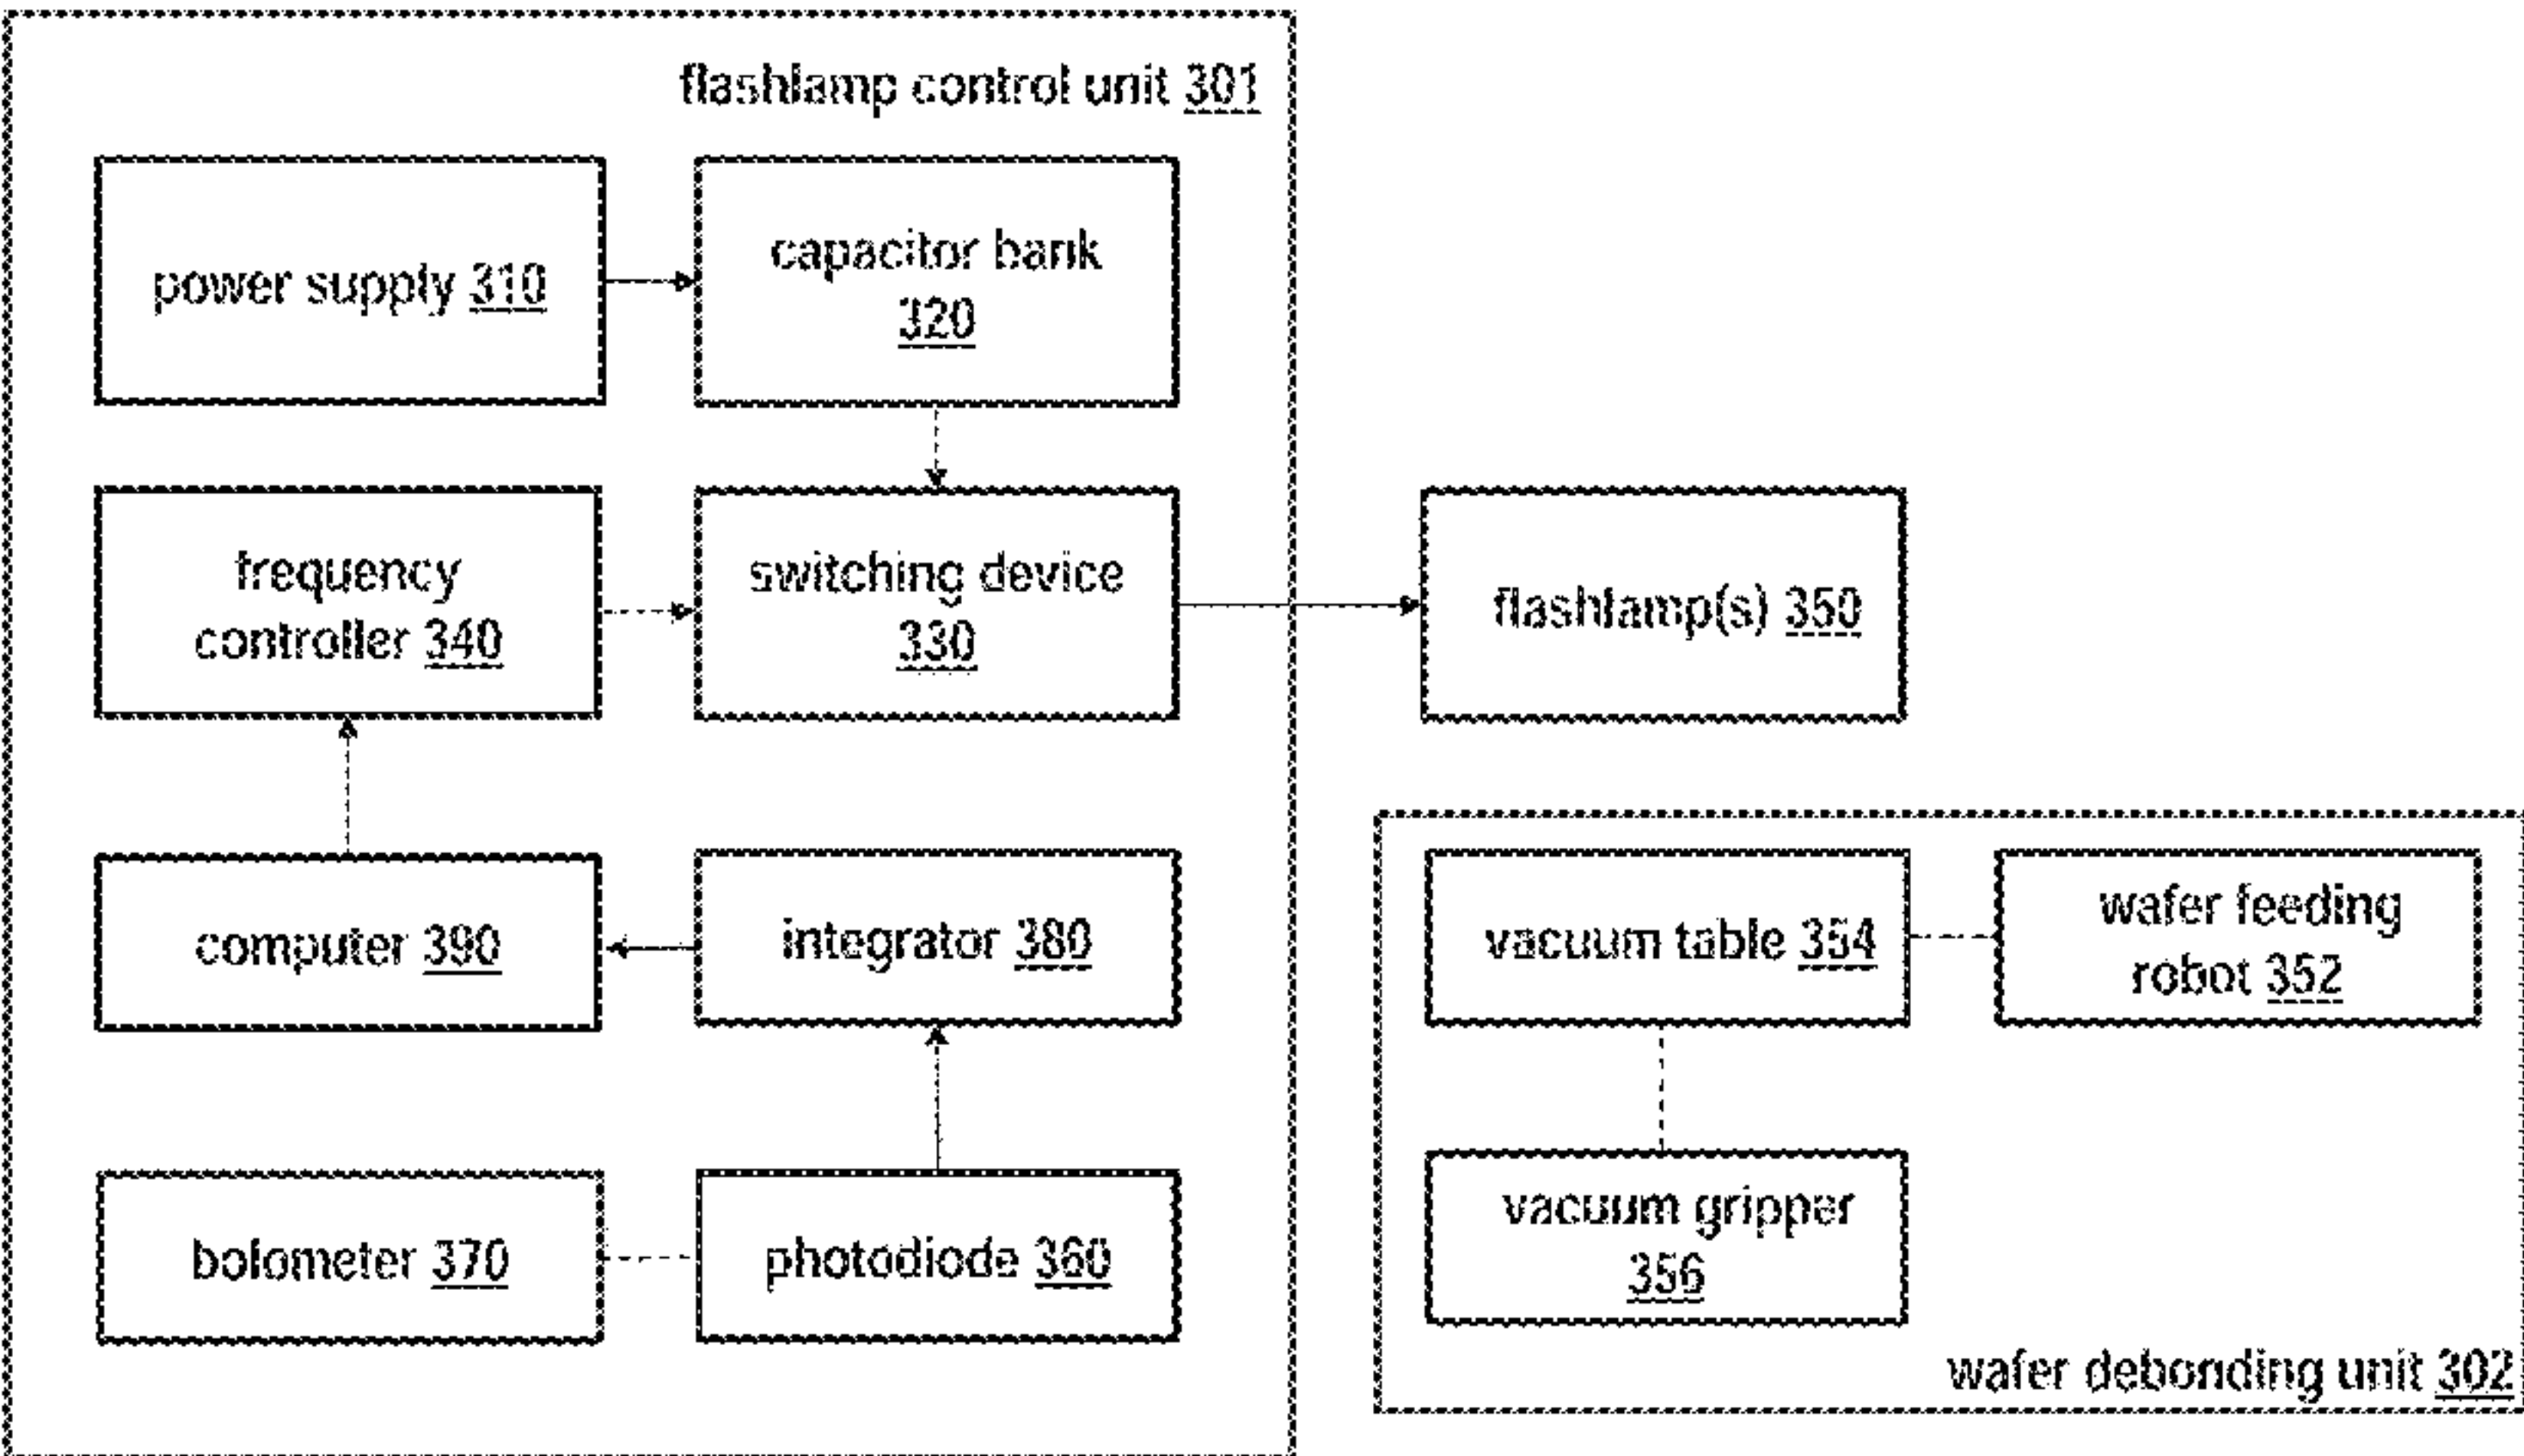 flashlamp control unit 301
power supply 310
capacitor bank
320
frequency
controller 340
switching device
330
flashlamp(s) 350
computer 390
integrator 380
vacuum table 354
wafer feeding
robot 352
bolometer 370
photodiode 360
vacuum gripper
356
wafer debonding unit 302